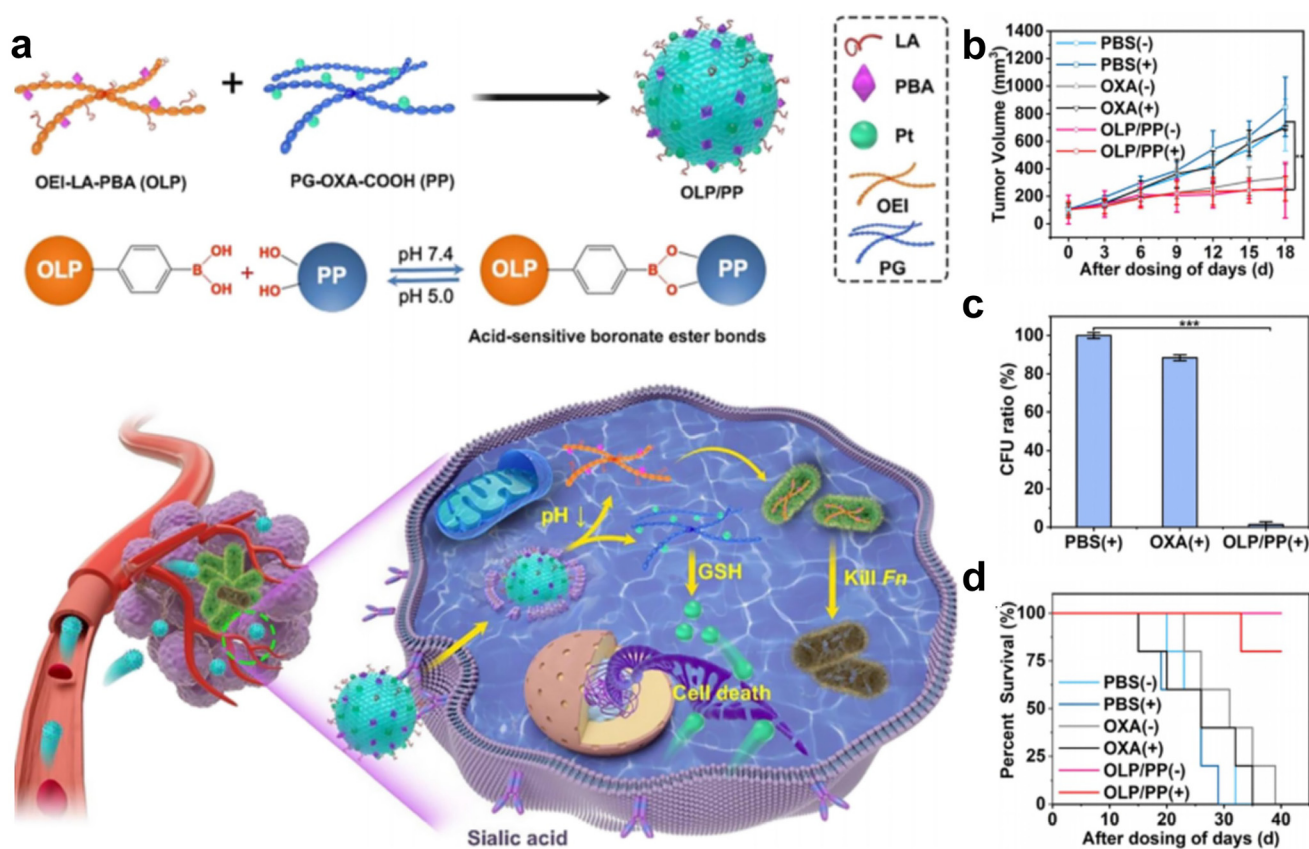 a
OEI-LA-PBA (OLP)
+
PG-OXA-COOH (PP)
OLP/PP
LA
PBA
Pt
OEI
PG
OLP
B
OH
OH
+
HO
HO
PP
pH 7.4
pH 5.0
OLP
B
O
O
PP
Acid-sensitive boronate ester bonds
pH ↓
GSH
Kill Fn
Cell death
Sialic acid
b
Tumor Volume (mm³)
1400
1200
1000
800
600
400
200
0
PBS(-)
PBS(+)
OXA(-)
OXA(+)
OLP/PP(-)
OLP/PP(+)
0 3 6 9 12 15 18
After dosing of days (d)
c
CFU ratio (%)
100
80
60
40
20
0
***
PBS(+) OXA(+) OLP/PP(+)
d
Percent Survival (%)
100
75
50
25
0
PBS(-)
PBS(+)
OXA(-)
OXA(+)
OLP/PP(-)
OLP/PP(+)
10 20 30 40
After dosing of days (d)